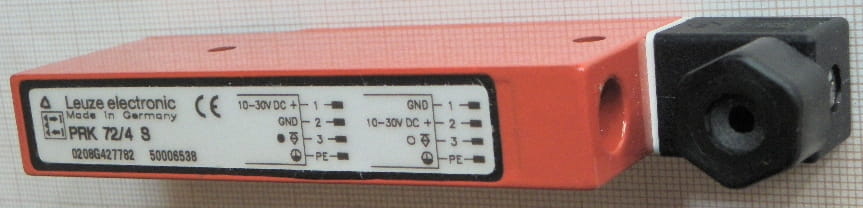 Leuze electronic
Made in Germany
PRK 72/4 S
0208G427782 50006538
CE
10-30V DC + 1
GND 2
3
PE
GND 1
10-30V DC + 2
3
PE